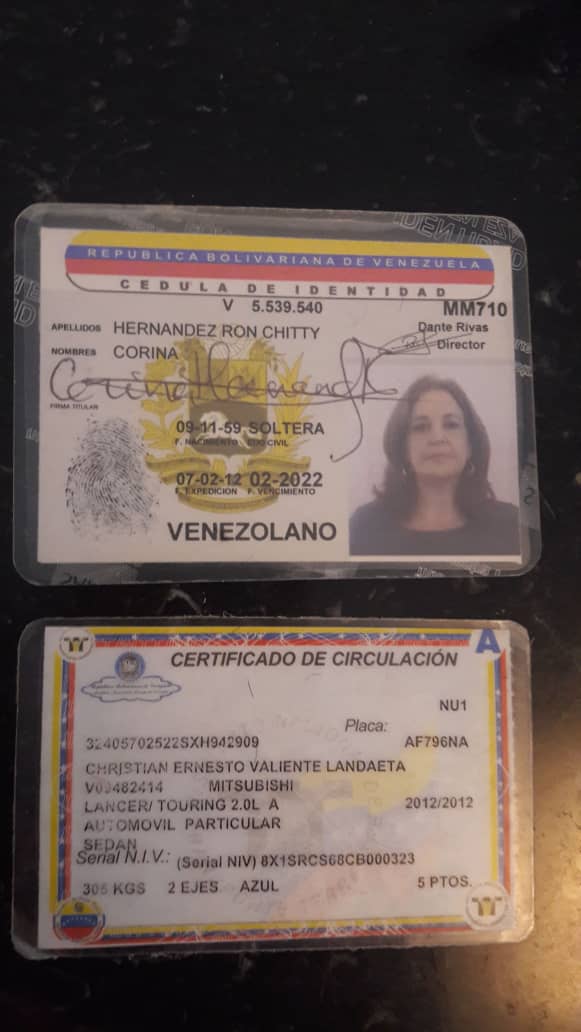 REPUBLICA BOLIVARIANA DE VENEZUELA
CEDULA DE IDENTIDAD
V 5.539.540
MM710
APELLIDOS HERNANDEZ RON CHITTY
Dante Rivas
Director
NOMBRES CORINA
FIRMA TITULAR
09-11-59 SOLTERA
F. NACIMIENTO EDO CIVIL
07-02-12 02-2022
F. EXPEDICION F. VENCIMIENTO
VENEZOLANO
A
CERTIFICADO DE CIRCULACIÓN
NU1
Placa:
32405702522SXH942909 AF796NA
CHRISTIAN ERNESTO VALIENTE LANDAETA
MITSUBISHI
LANCER/ TOURING 2.0L A 2012/2012
AUTOMOVIL PARTICULAR
SEDAN
Serial N.I.V.: (Serial NIV) 8X1SRCS68CB000323
305 KGS 2 EJES AZUL 5 PTOS.